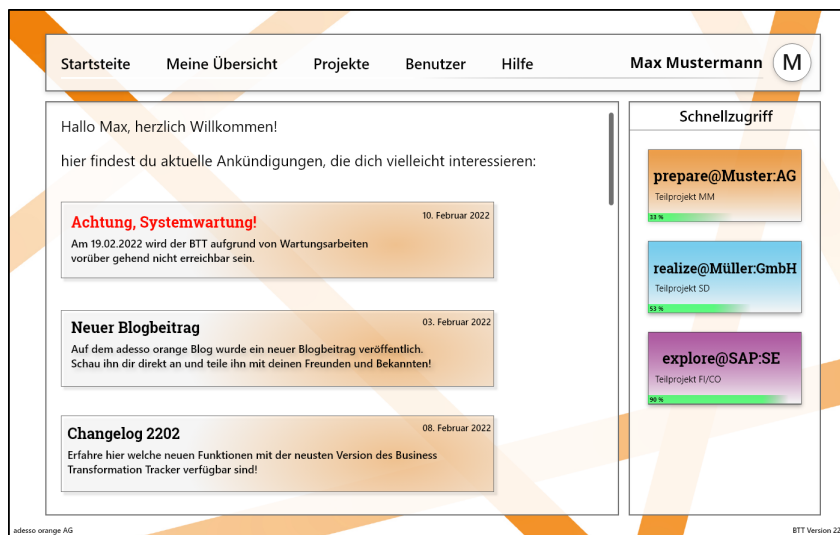 Startseite Meine Übersicht Projekte Benutzer Hilfe Max Mustermann M
Hallo Max, herzlich Willkommen!
hier findest du aktuelle Ankündigungen, die dich vielleicht interessieren:
Achtung, Systemwartung! 10. Februar 2022
Am 19.02.2022 wird der BTT aufgrund von Wartungsarbeiten
vorüber gehend nicht erreichbar sein.
Neuer Blogbeitrag 03. Februar 2022
Auf dem adesso orange Blog wurde ein neuer Blogbeitrag veröffentlich.
Schau ihn dir direkt an und teile ihn mit deinen Freunden und Bekannten!
Changelog 2202 08. Februar 2022
Erfahre hier welche neuen Funktionen mit der neusten Version des Business
Transformation Tracker verfügbar sind!
Schnellzugriff
prepare@Muster:AG
Teilprojekt MM
33 %
realize@Müller:GmbH
Teilprojekt SD
53 %
explore@SAP:SE
Teilprojekt FI/CO
90 %
adesso orange AG BTT Version 22